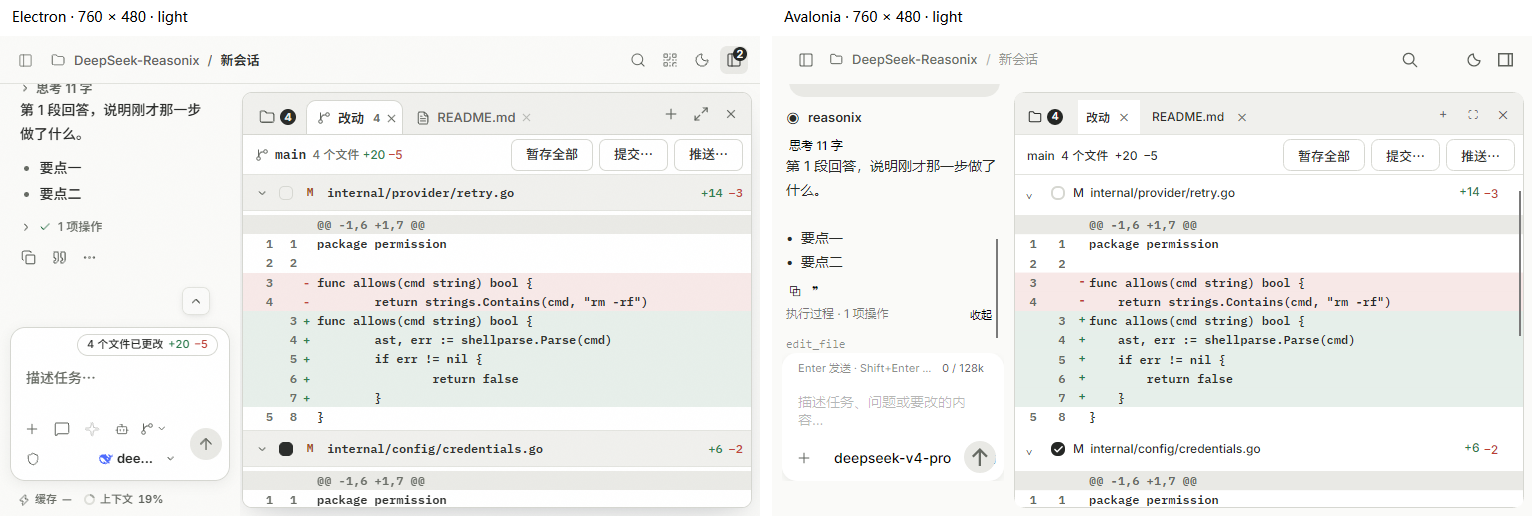 Electron · 760 × 480 · light
DeepSeek-Reasonix / 新会话
2
思考 11 字
第 1 段回答，说明刚才那一步
做了什么。
• 要点一
• 要点二
1 项操作
4 个文件已更改 +20 −5
描述任务…
dee...
缓存 — 上下文 19%
4 改动 4 × README.md ×
main 4 个文件 +20 −5 暂存全部 提交… 推送…
M internal/provider/retry.go +14 −3
@@ -1,6 +1,7 @@
1 1 package permission
2 2
3 - func allows(cmd string) bool {
4 - return strings.Contains(cmd, "rm -rf")
3 + func allows(cmd string) bool {
4 + ast, err := shellparse.Parse(cmd)
5 + if err != nil {
6 + return false
7 + }
5 8 }
M internal/config/credentials.go +6 −2
@@ -1,6 +1,7 @@
1 1 package permission
Avalonia · 760 × 480 · light
DeepSeek-Reasonix / 新会话
reasonix
思考 11 字
第 1 段回答，说明刚才那一步做了
什么。
• 要点一
• 要点二
执行过程 · 1 项操作 收起
edit_file
Enter 发送 · Shift+Enter ... 0 / 128k
描述任务、问题或要改的内
容...
deepseek-v4-pro
4 改动 × README.md ×
main 4 个文件 +20 −5 暂存全部 提交… 推送…
M internal/provider/retry.go +14 −3
@@ -1,6 +1,7 @@
1 1 package permission
2 2
3 - func allows(cmd string) bool {
4 - return strings.Contains(cmd, "rm -rf")
3 + func allows(cmd string) bool {
4 + ast, err := shellparse.Parse(cmd)
5 + if err != nil {
6 + return false
7 + }
5 8 }
M internal/config/credentials.go +6 −2
@@ -1,6 +1,7 @@
1 1 package permission